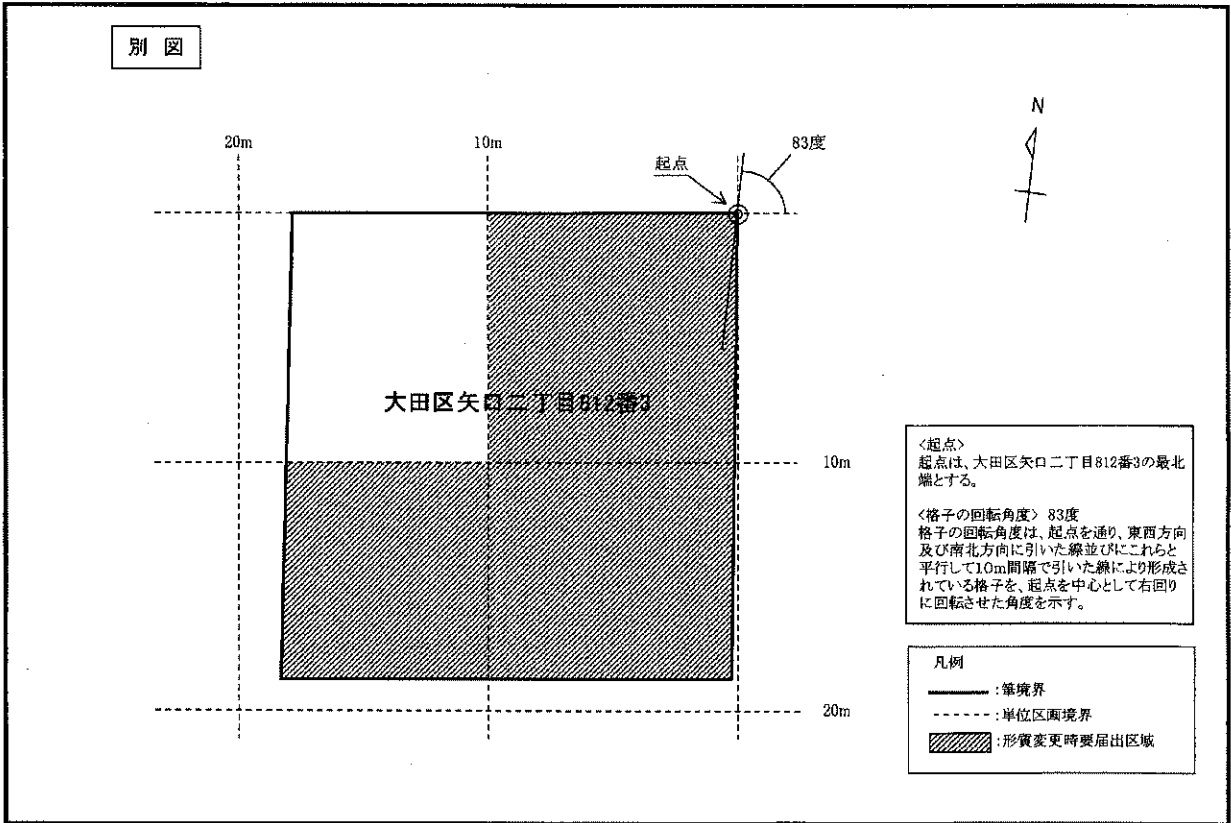 別図
N
20m
10m
起点
83度
大田区矢口二丁目812番3
10m
20m
<起点>
起点は、大田区矢口二丁目812番3の最北
端とする。
<格子の回転角度> 83度
格子の回転角度は、起点を通り、東西方向
及び南北方向に引いた線並びにこれらと
平行して10m間隔で引いた線により形成さ
れている格子を、起点を中心として右回り
に回転させた角度を示す。
凡例
:筆境界
:単位区画境界
:形質変更時要届出区域